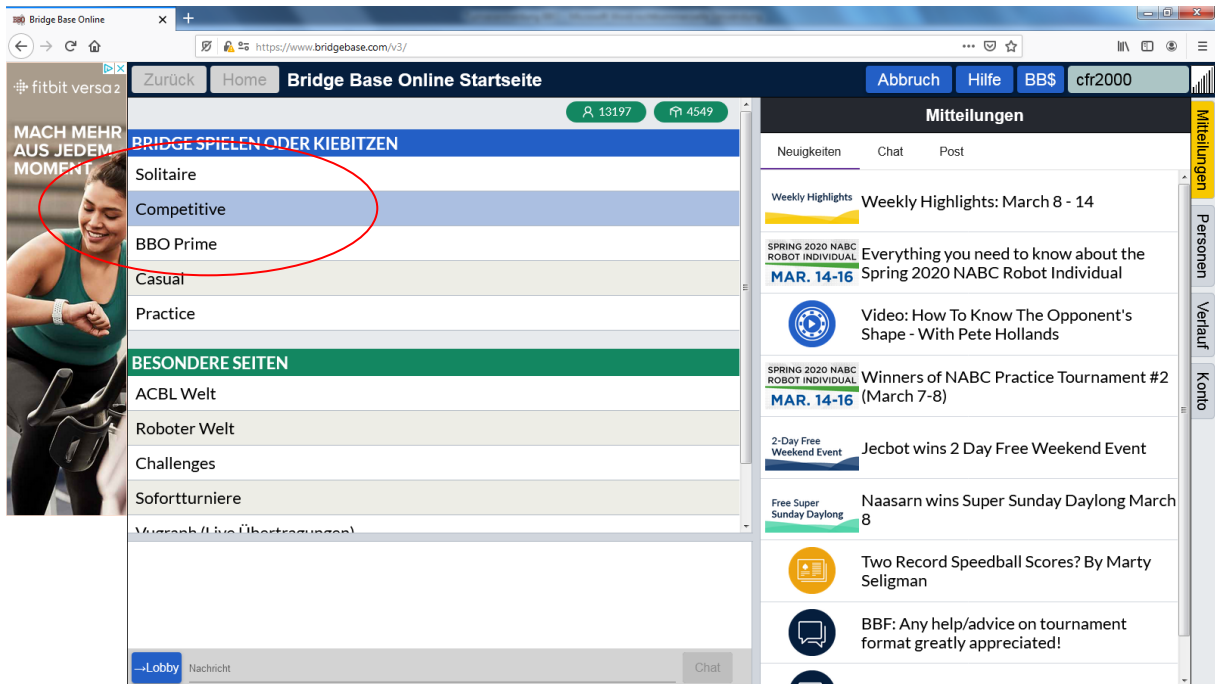 BBO Bridge Base Online
https://www.bridgebase.com/v3/
fitbit versa 2
MACH MEHR
AUS JEDEM
MOMENT
Zurück Home Bridge Base Online Startseite Abbruch Hilfe BB$ cfr2000
13197 4549
BRIDGE SPIELEN ODER KIEBITZEN
Solitaire
Competitive
BBO Prime
Casual
Practice
BESONDERE SEITEN
ACBL Welt
Roboter Welt
Challenges
Sofortturniere
Vugraph (Live Übertragungen)
→Lobby Nachricht Chat
Mitteilungen
Neuigkeiten Chat Post
Weekly Highlights
Weekly Highlights: March 8 - 14
SPRING 2020 NABC
ROBOT INDIVIDUAL
MAR. 14-16
Everything you need to know about the
Spring 2020 NABC Robot Individual
Video: How To Know The Opponent's
Shape - With Pete Hollands
SPRING 2020 NABC
ROBOT INDIVIDUAL
MAR. 14-16
Winners of NABC Practice Tournament #2
(March 7-8)
2-Day Free
Weekend Event
Jecbot wins 2 Day Free Weekend Event
Free Super
Sunday Daylong
Naasarn wins Super Sunday Daylong March
8
Two Record Speedball Scores? By Marty
Seligman
BBF: Any help/advice on tournament
format greatly appreciated!
Mitteilungen
Personen
Verlauf
Konto